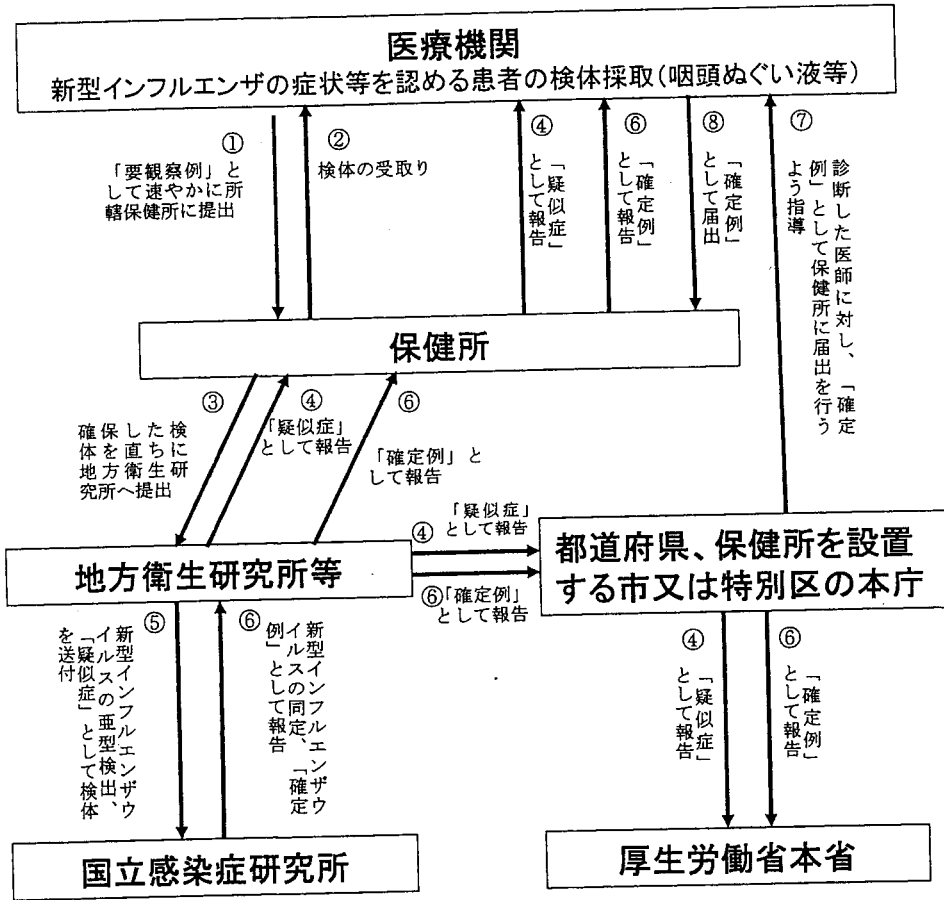 医療機関
新型インフルエンザの症状等を認める患者の検体採取(咽頭ぬぐい液等)
①
「要観察例」と
して速やかに所
轄保健所に提出
②
検体の受取り
④
「疑似症」
として報告
⑥
「確定例」
として報告
⑧
「確定例」
として届出
⑦
診断した医師に対し、「確定
例」として保健所に届出を行う
よう指導
保健所
③
検体を確保したち
に直ちに地方衛生研
究所へ提出
④
「疑似症」
として報告
⑥
「確定例」と
して報告
④
「疑似症」
として報告
⑥
「確定例」
として報告
地方衛生研究所等
都道府県、保健所を設置
する市又は特別区の本庁
⑤
新型インフルエンザウ
イルスの亜型検出、
「疑似症」として検体
を送付
⑥
新型インフルエンザウ
イルスの同定、「確定
例」として報告
④
「疑似症」
として報告
⑥
「確定例」
として報告
国立感染症研究所
厚生労働省本省